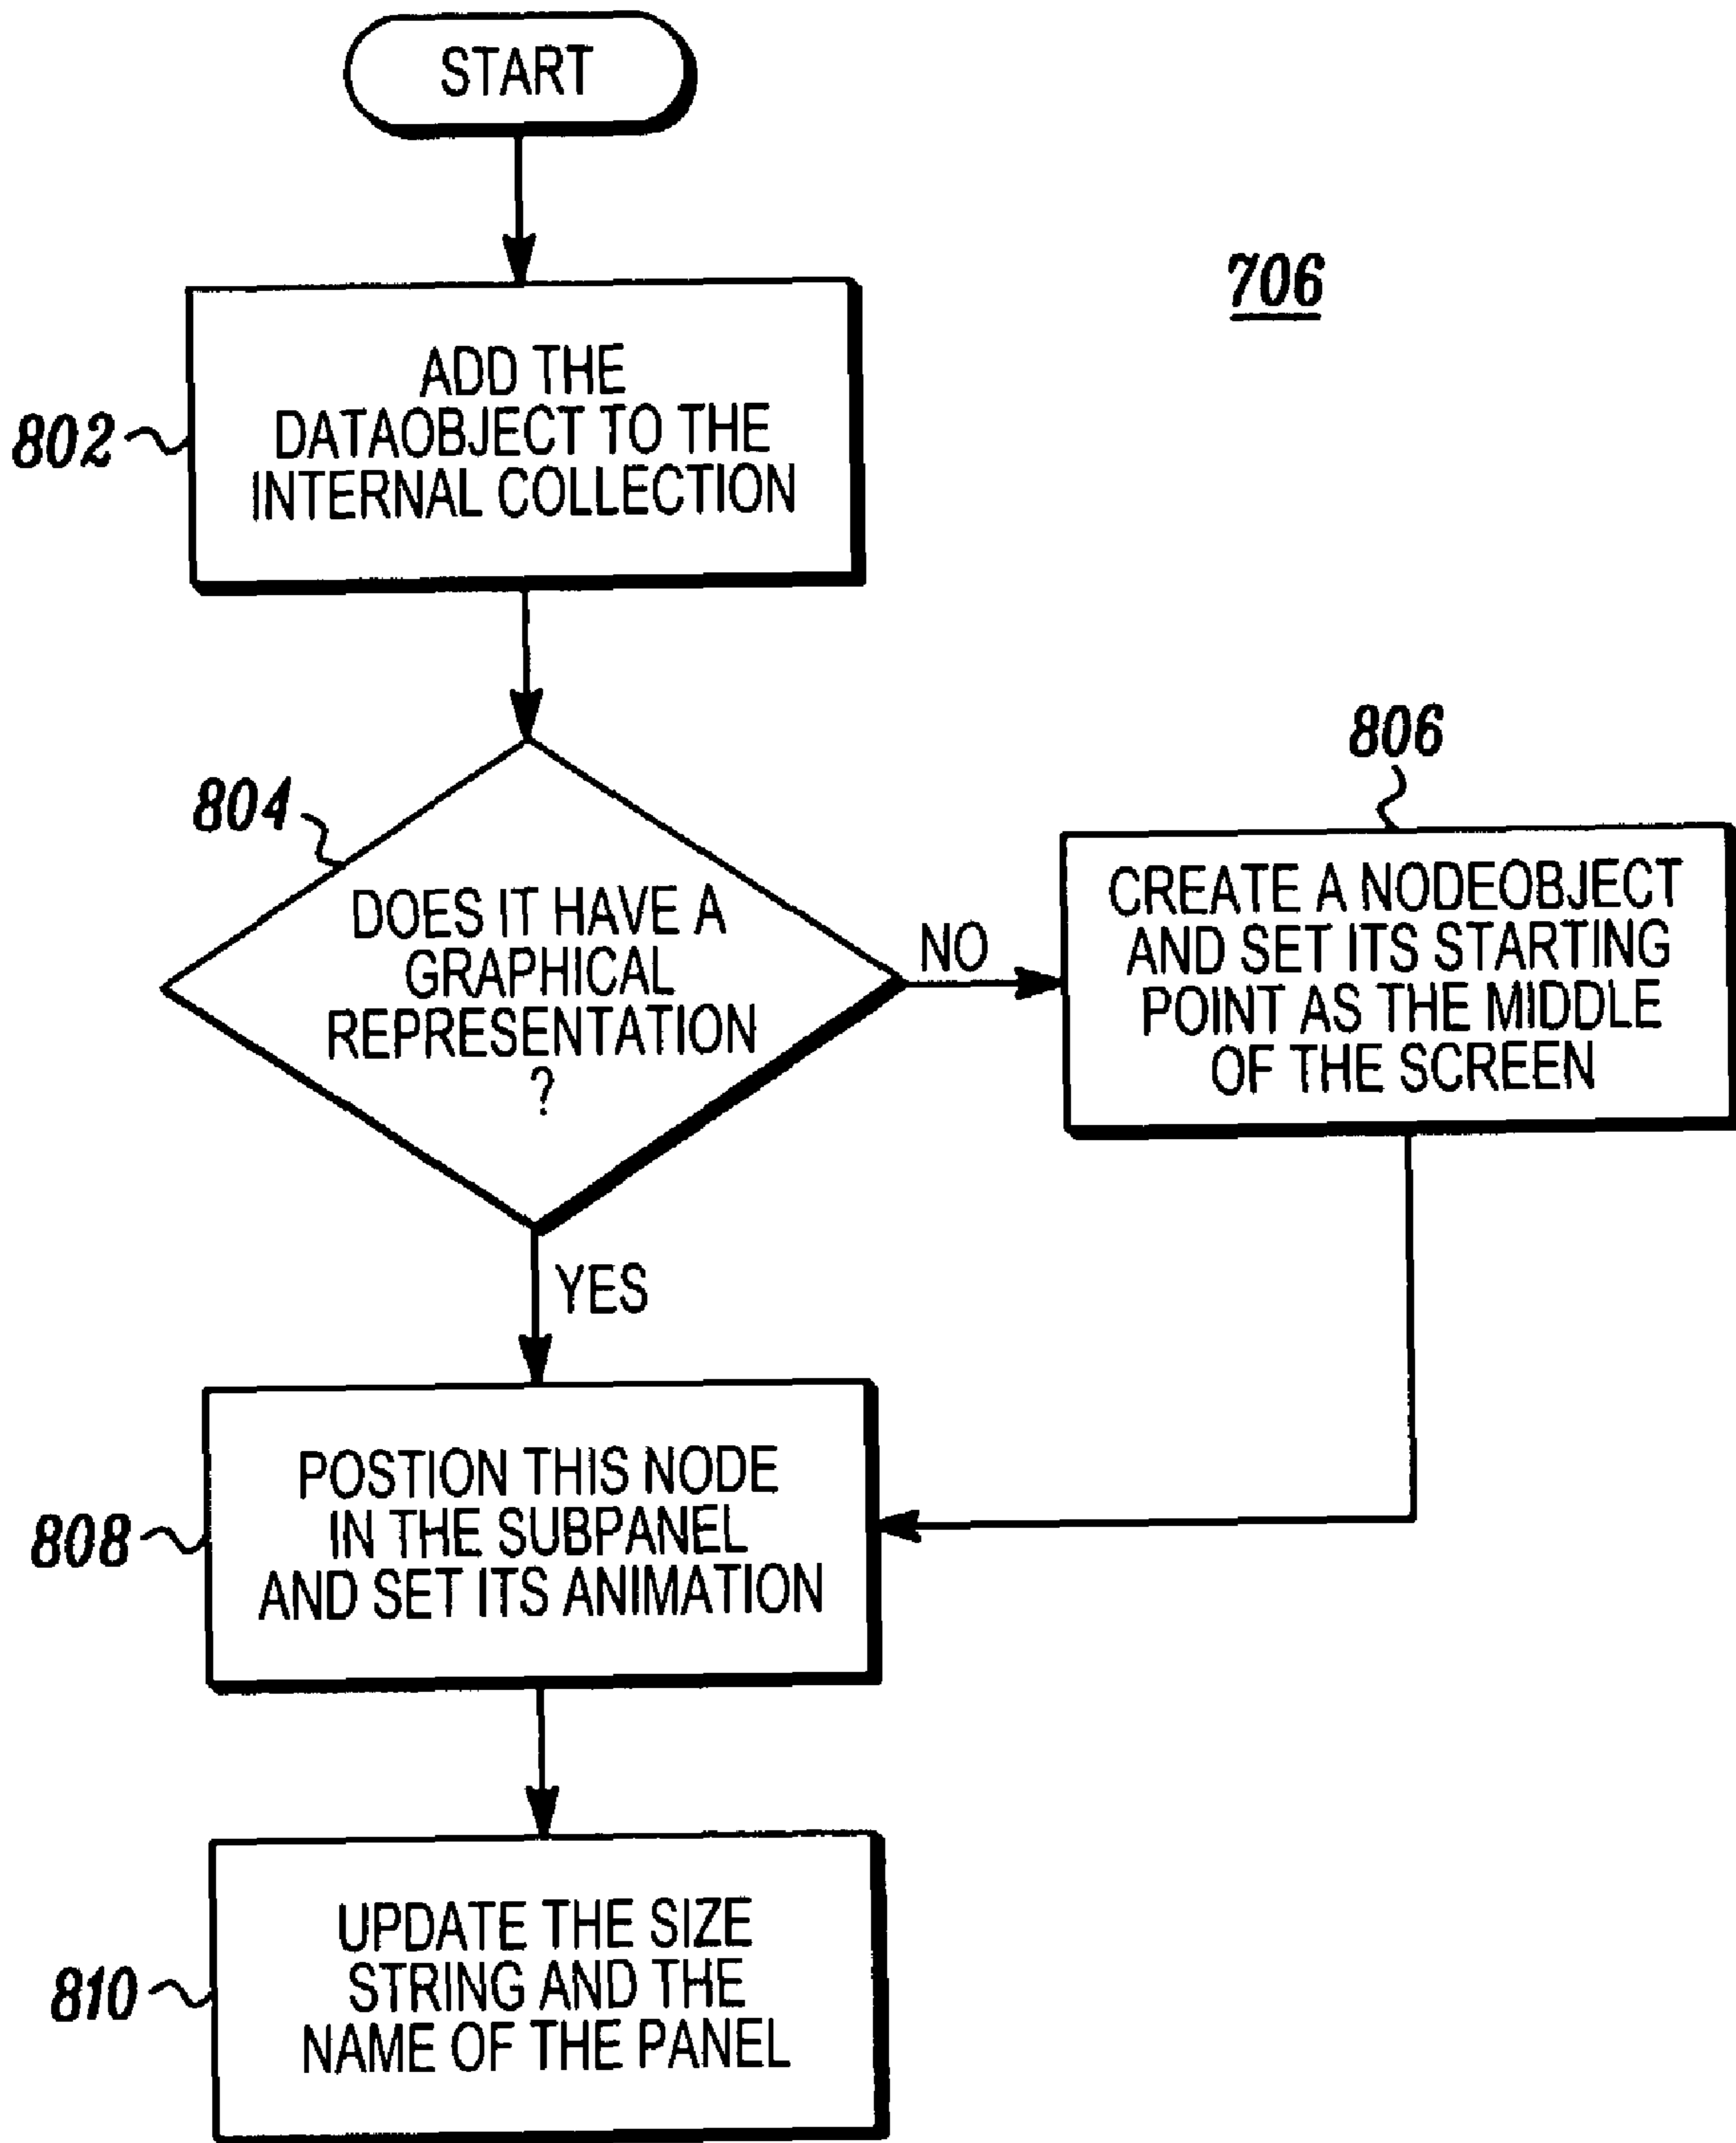 START
706
802
ADD THE
DATAOBJECT TO THE
INTERNAL COLLECTION
804
DOES IT HAVE A
GRAPHICAL
REPRESENTATION
?
NO
806
CREATE A NODEOBJECT
AND SET ITS STARTING
POINT AS THE MIDDLE
OF THE SCREEN
YES
808
POSTION THIS NODE
IN THE SUBPANEL
AND SET ITS ANIMATION
810
UPDATE THE SIZE
STRING AND THE
NAME OF THE PANEL